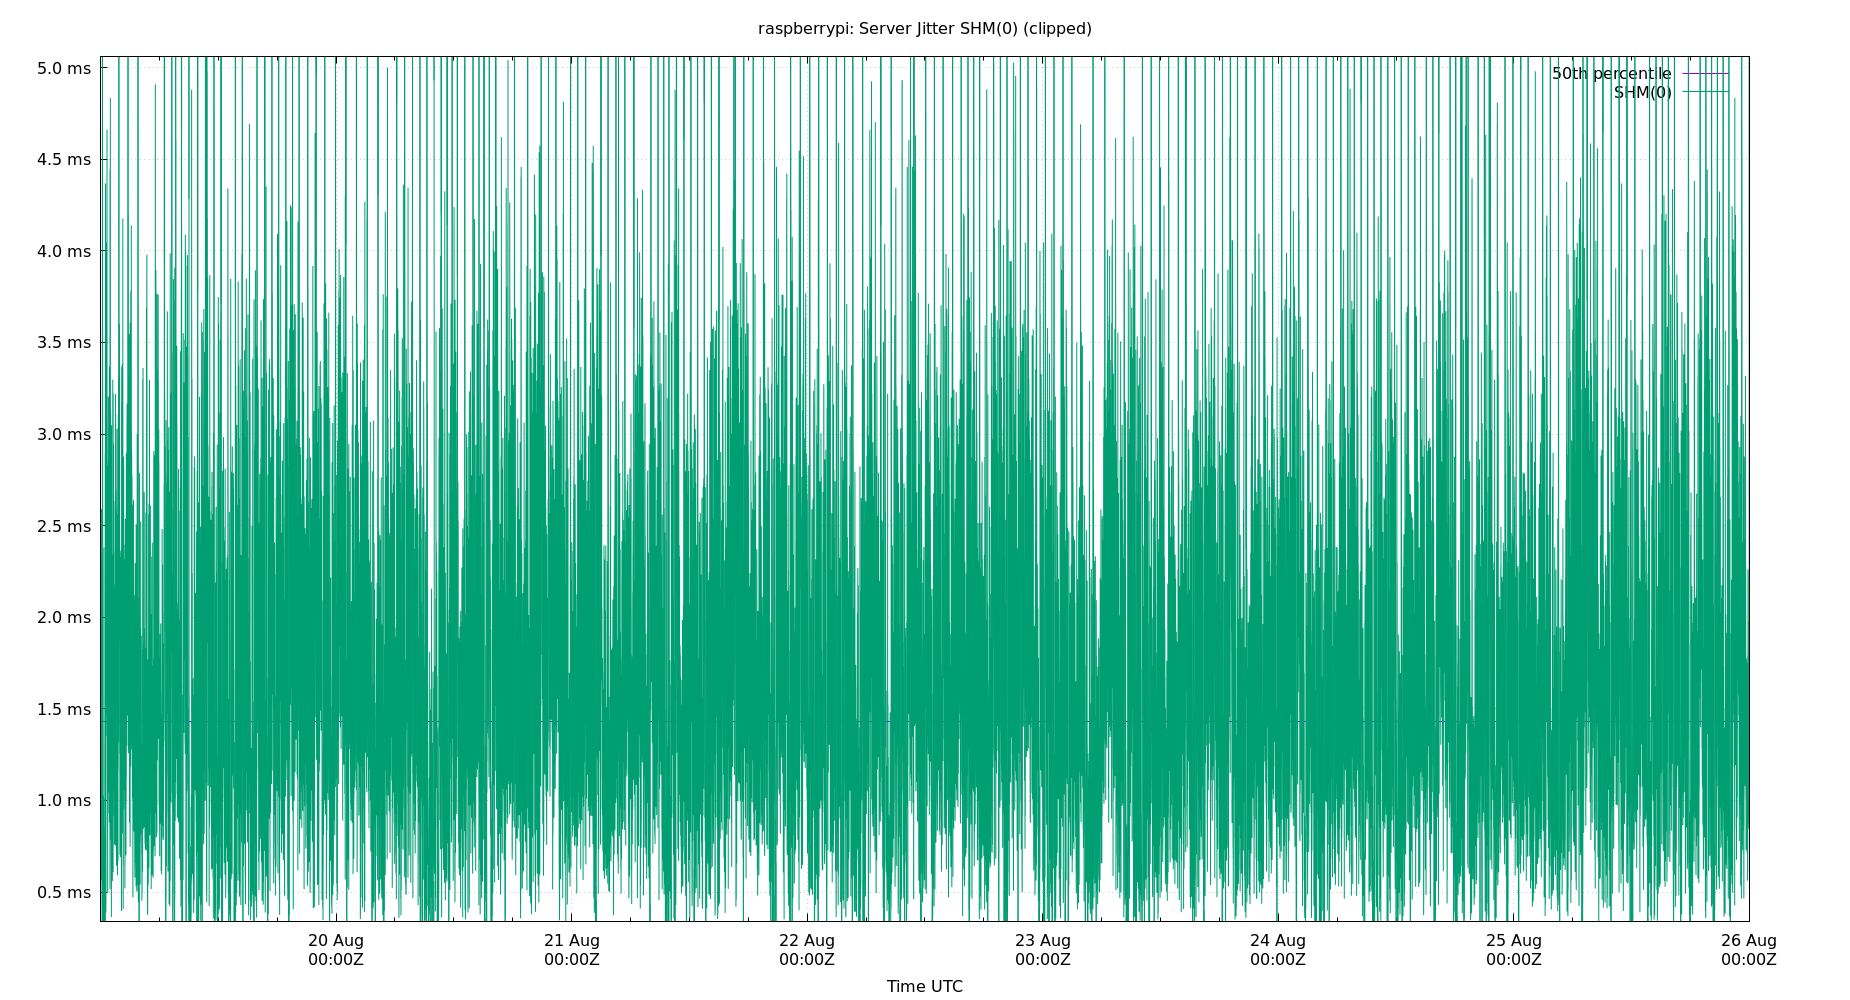 raspberrypi: Server Jitter SHM(0) (clipped)
5.0 ms
50th percentile
SHM(0)
4.5 ms
4.0 ms
3.5 ms
3.0 ms
2.5 ms
2.0 ms
1.5 ms
1.0 ms
0.5 ms
20 Aug 21 Aug 22 Aug 23 Aug 24 Aug 25 Aug 26 Aug
00:00Z 00:00Z 00:00Z 00:00Z 00:00Z 00:00Z 00:00Z
Time UTC